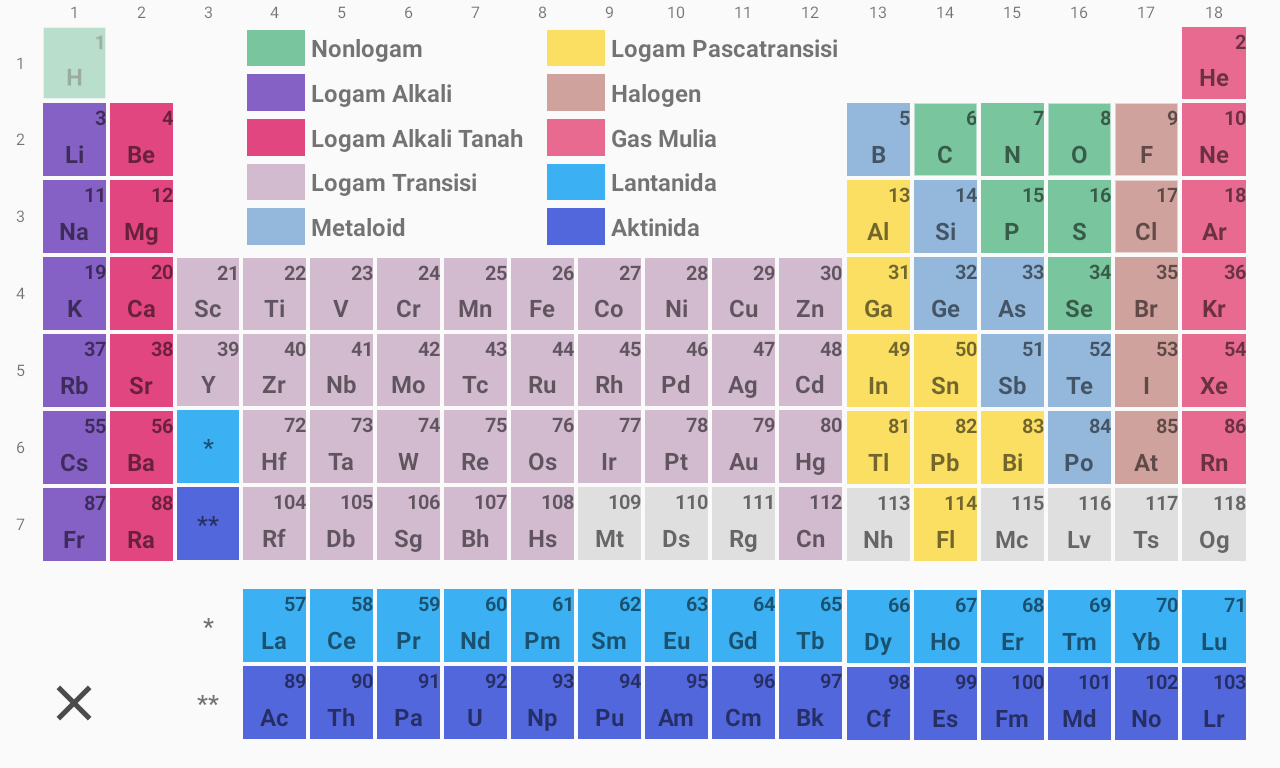 1 2 3 4 5 6 7 8 9 10 11 12 13 14 15 16 17 18
1 Nonlogam Logam Pascatransisi 2
1 H He
Logam Alkali Halogen
3 4 Logam Alkali Tanah Gas Mulia 5 6 7 8 9 10
2 Li Be B C N O F Ne
Logam Transisi Lantanida
11 12 Metaloid Aktinida 13 14 15 16 17 18
3 Na Mg Al Si P S Cl Ar
19 20 21 22 23 24 25 26 27 28 29 30 31 32 33 34 35 36
4 K Ca Sc Ti V Cr Mn Fe Co Ni Cu Zn Ga Ge As Se Br Kr
37 38 39 40 41 42 43 44 45 46 47 48 49 50 51 52 53 54
5 Rb Sr Y Zr Nb Mo Tc Ru Rh Pd Ag Cd In Sn Sb Te I Xe
55 56 72 73 74 75 76 77 78 79 80 81 82 83 84 85 86
6 Cs Ba * Hf Ta W Re Os Ir Pt Au Hg Tl Pb Bi Po At Rn
87 88 104 105 106 107 108 109 110 111 112 113 114 115 116 117 118
7 Fr Ra ** Rf Db Sg Bh Hs Mt Ds Rg Cn Nh Fl Mc Lv Ts Og
57 58 59 60 61 62 63 64 65 66 67 68 69 70 71
* La Ce Pr Nd Pm Sm Eu Gd Tb Dy Ho Er Tm Yb Lu
89 90 91 92 93 94 95 96 97 98 99 100 101 102 103
** Ac Th Pa U Np Pu Am Cm Bk Cf Es Fm Md No Lr